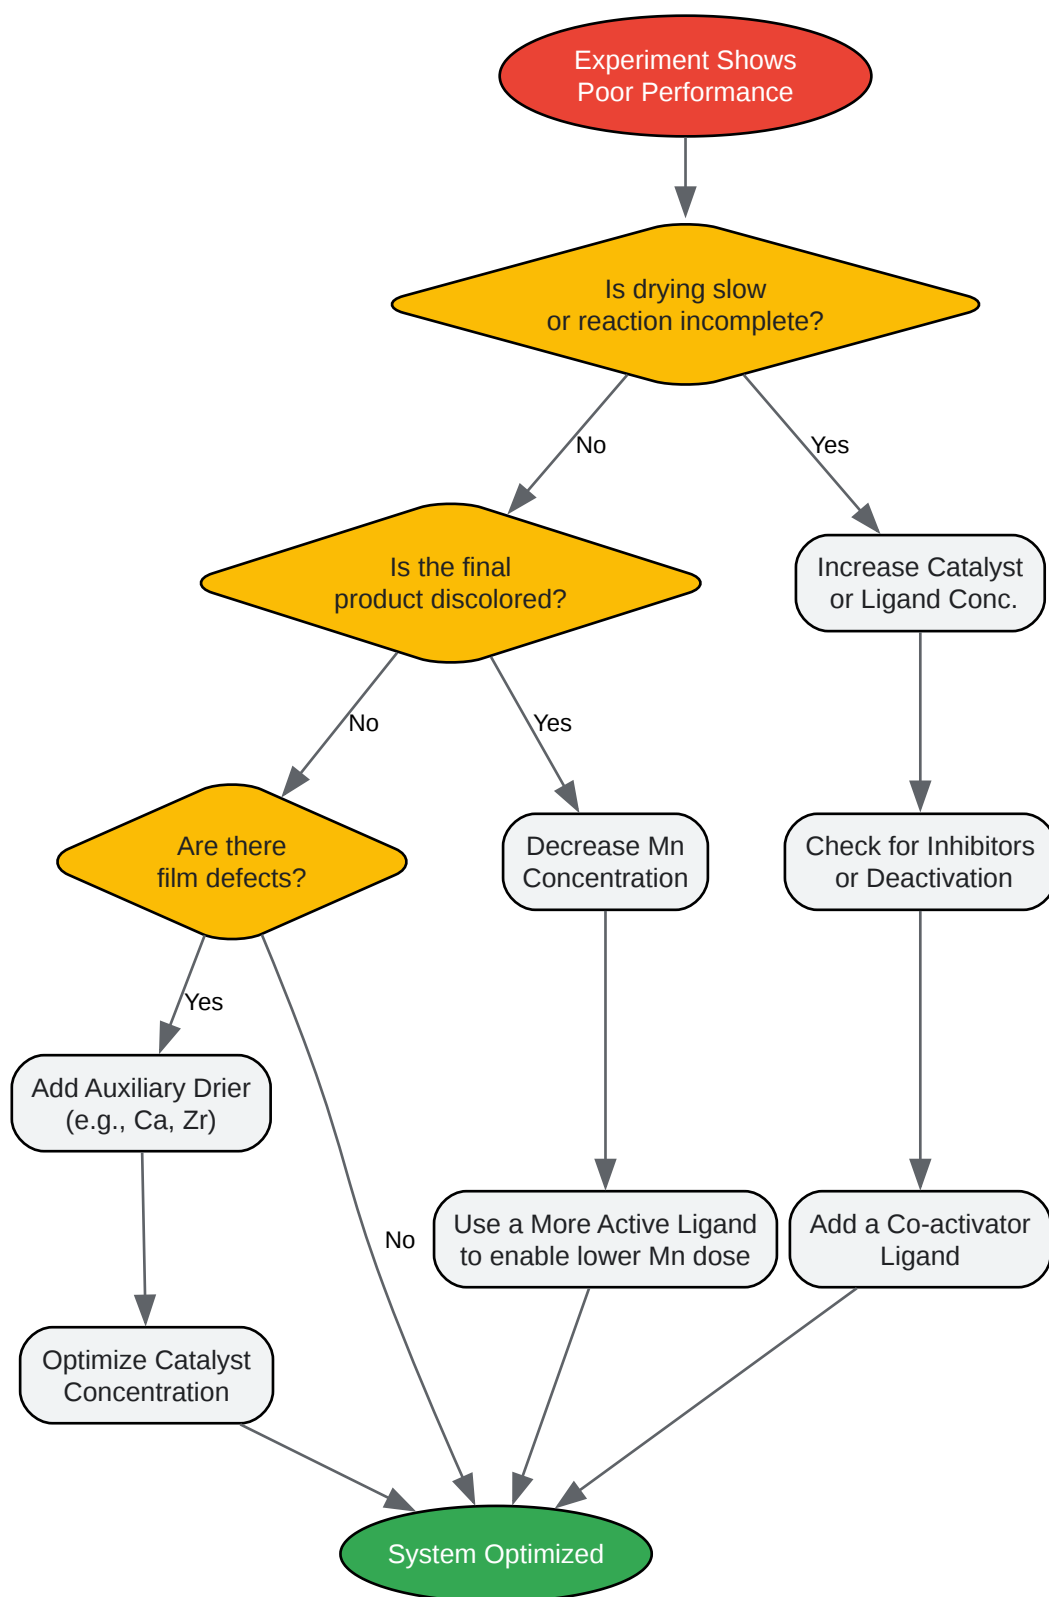 Experiment Shows
Poor Performance
Is drying slow
or reaction incomplete?
No
Yes
Is the final
product discolored?
Increase Catalyst
or Ligand Conc.
No
Yes
Are there
film defects?
Decrease Mn
Concentration
Check for Inhibitors
or Deactivation
Yes
Add Auxiliary Drier
(e.g., Ca, Zr)
No
Use a More Active Ligand
to enable lower Mn dose
Add a Co-activator
Ligand
Optimize Catalyst
Concentration
System Optimized